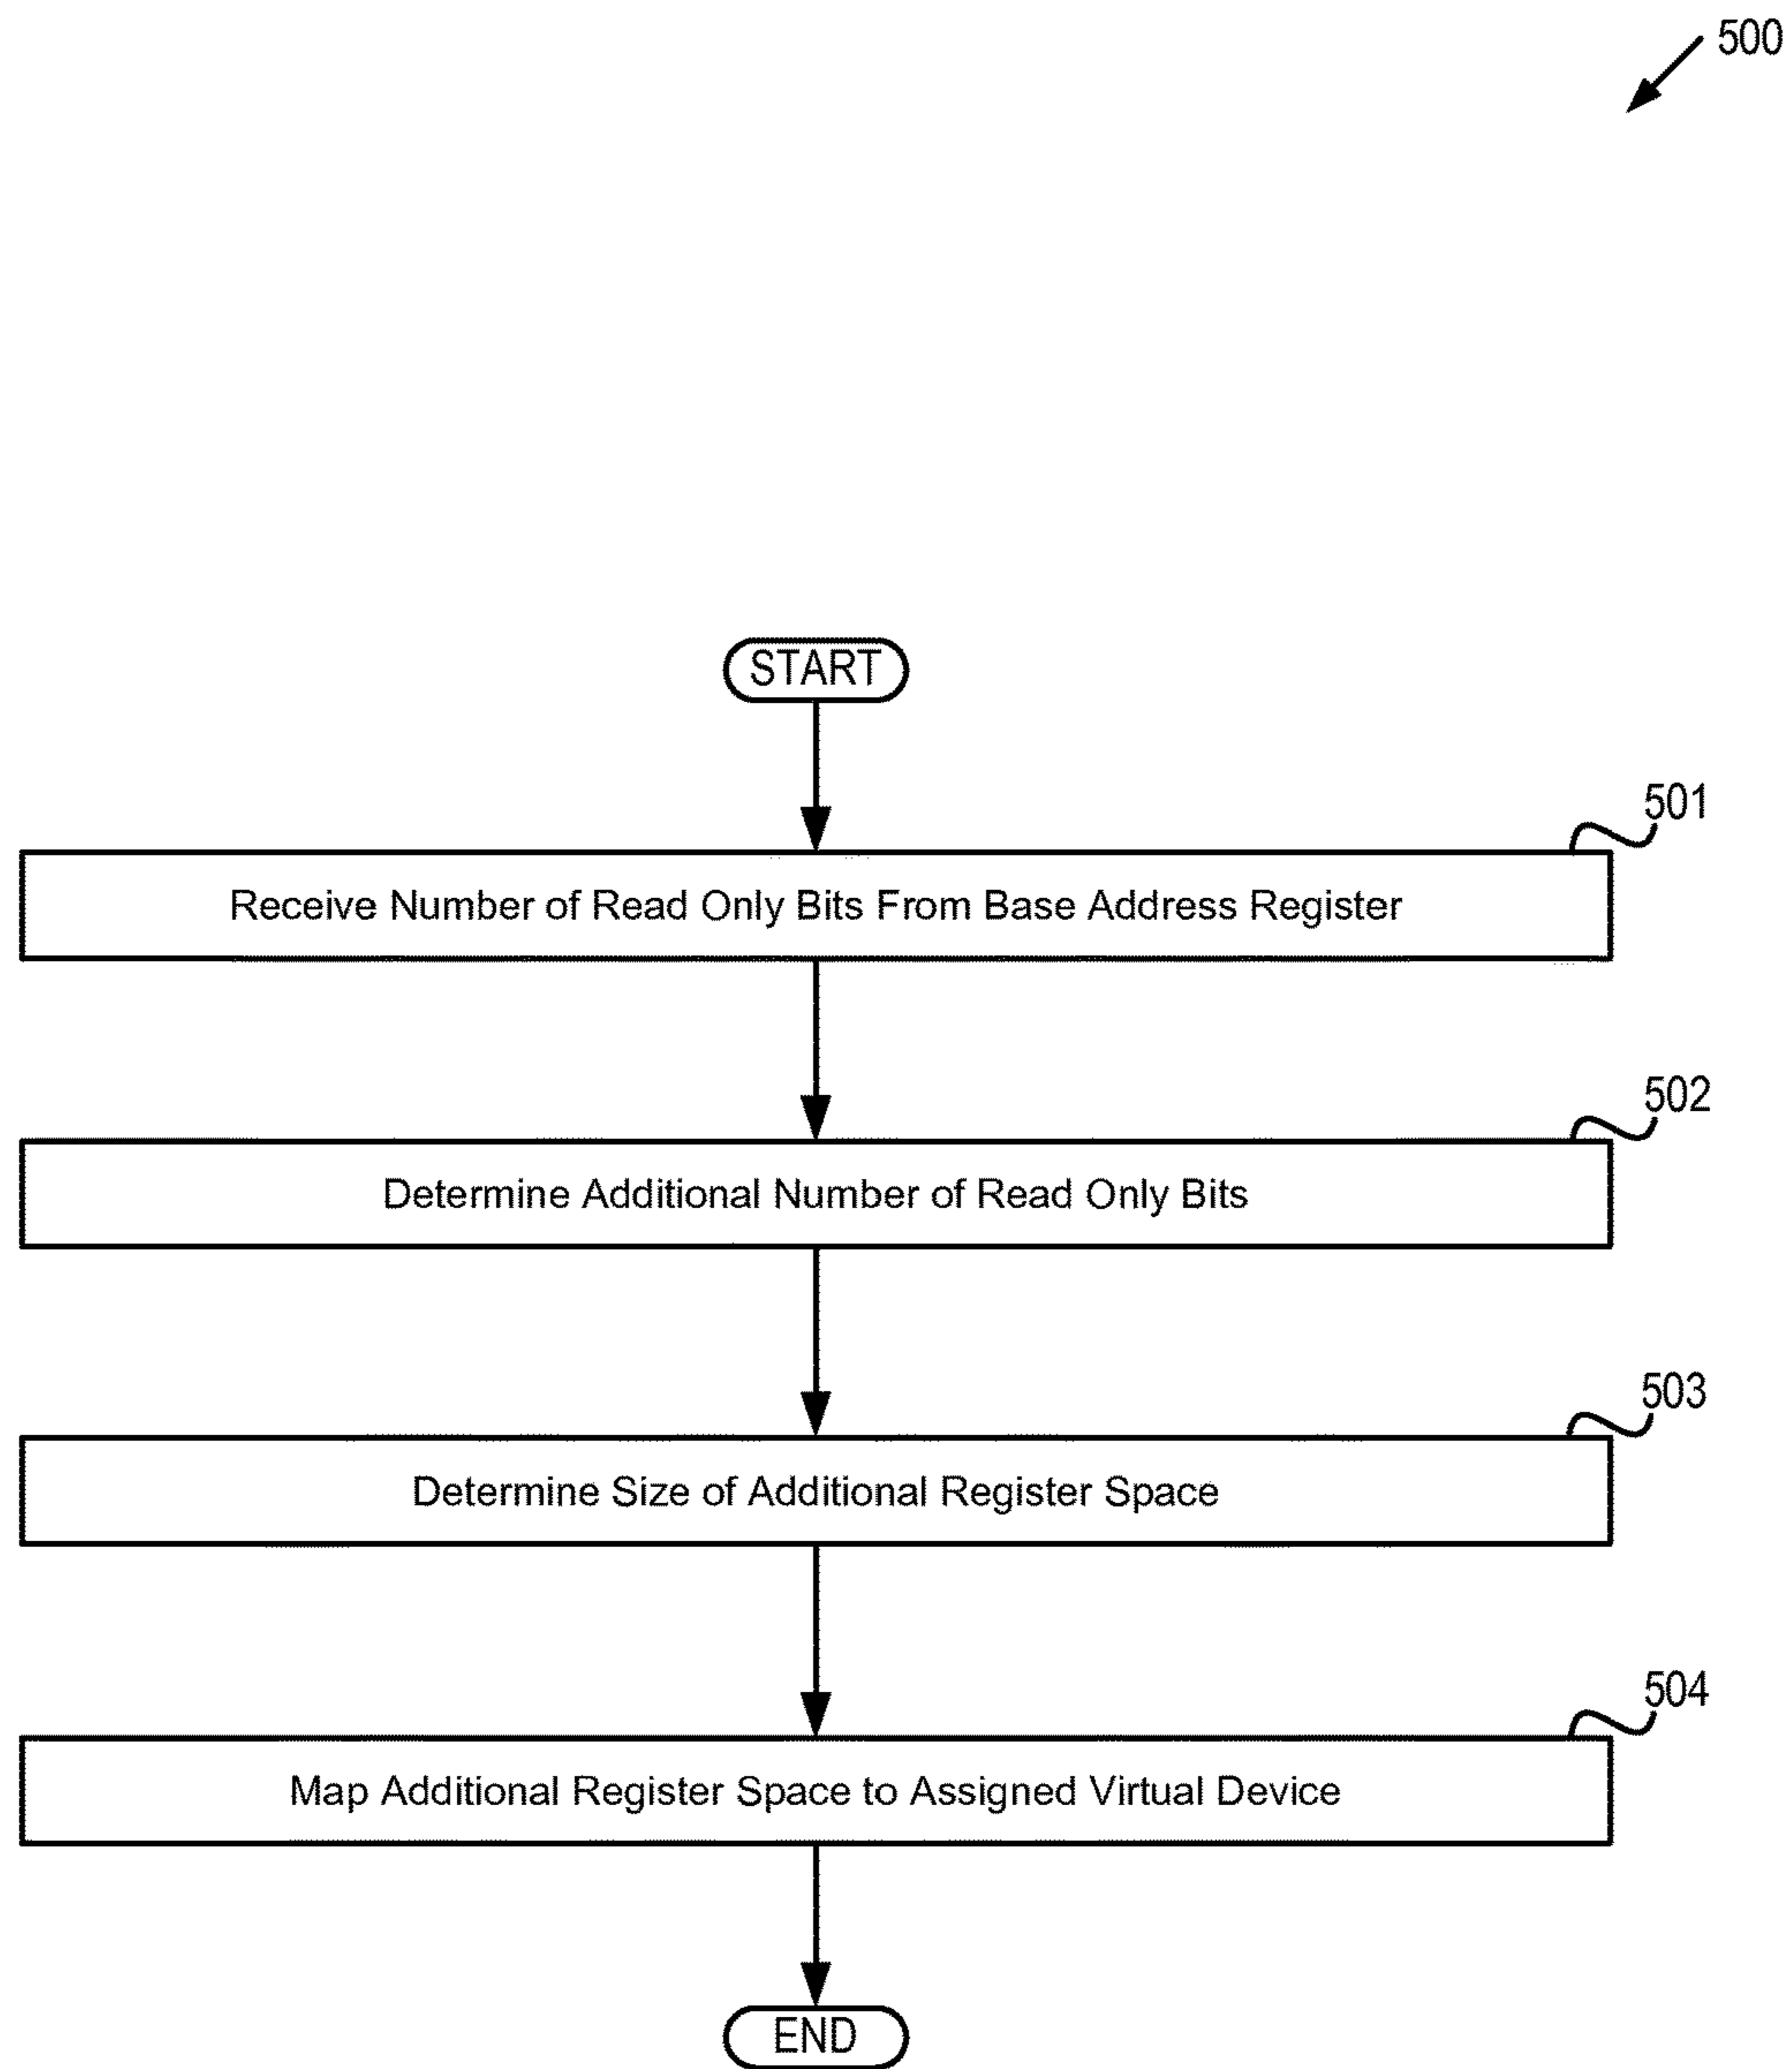 500
START
501
Receive Number of Read Only Bits From Base Address Register
502
Determine Additional Number of Read Only Bits
503
Determine Size of Additional Register Space
504
Map Additional Register Space to Assigned Virtual Device
END